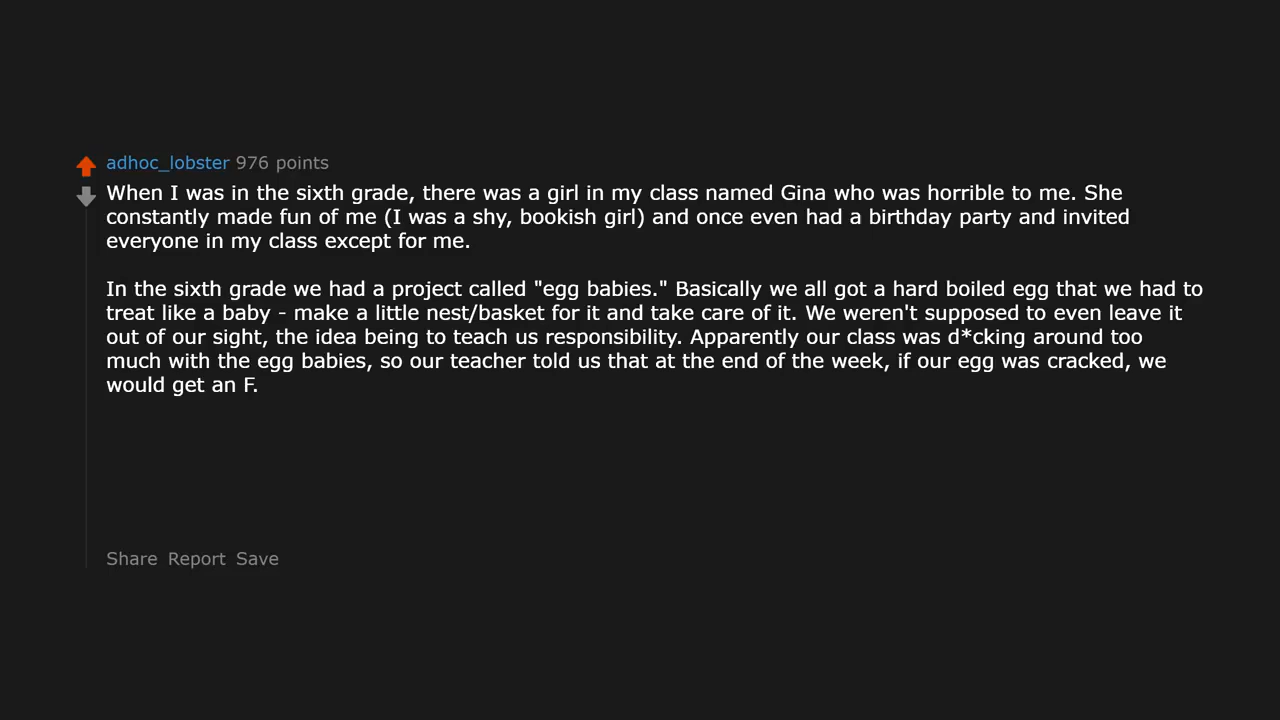 adhoc_lobster 976 points
When I was in the sixth grade, there was a girl in my class named Gina who was horrible to me. She
constantly made fun of me (I was a shy, bookish girl) and once even had a birthday party and invited
everyone in my class except for me.
In the sixth grade we had a project called "egg babies." Basically we all got a hard boiled egg that we had to
treat like a baby - make a little nest/basket for it and take care of it. We weren't supposed to even leave it
out of our sight, the idea being to teach us responsibility. Apparently our class was d*cking around too
much with the egg babies, so our teacher told us that at the end of the week, if our egg was cracked, we
would get an F.
Share Report Save